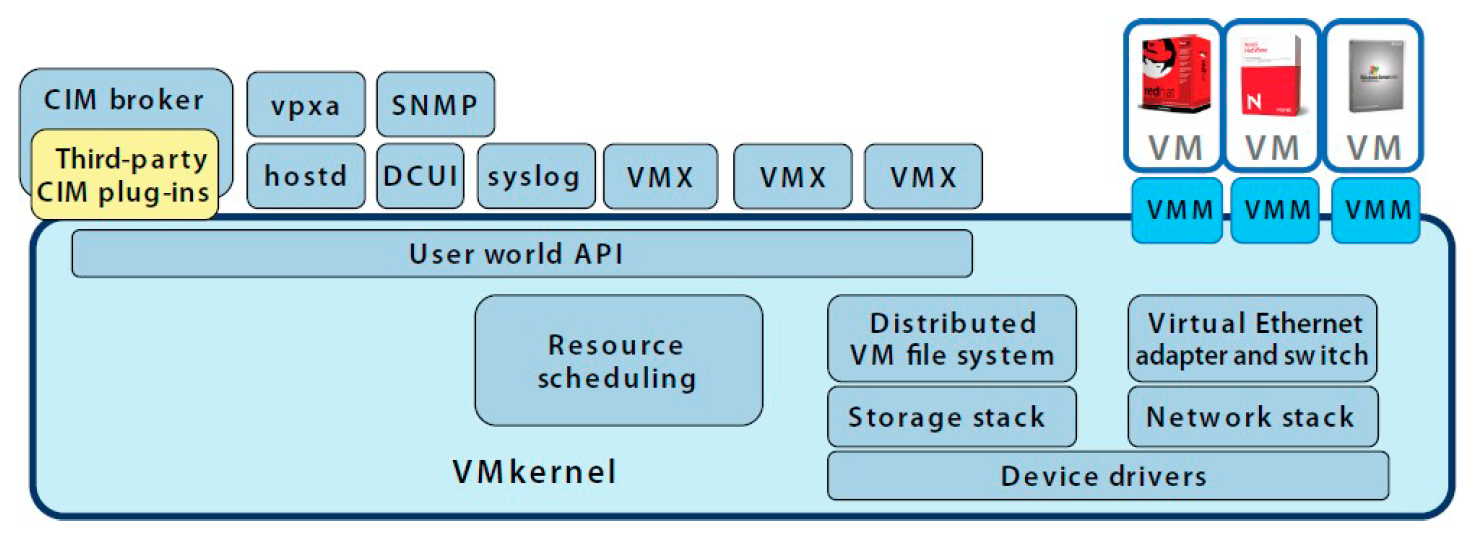 CIM broker
Third-party
CIM plug-ins
vpxa
SNMP
hostd
DCUI
syslog
VMX
VMX
VMX
redhat
N
VM
VM
VM
VMM
VMM
VMM
User world API
Resource
scheduling
Distributed
VM file system
Virtual Ethernet
adapter and switch
Storage stack
Network stack
VMkernel
Device drivers